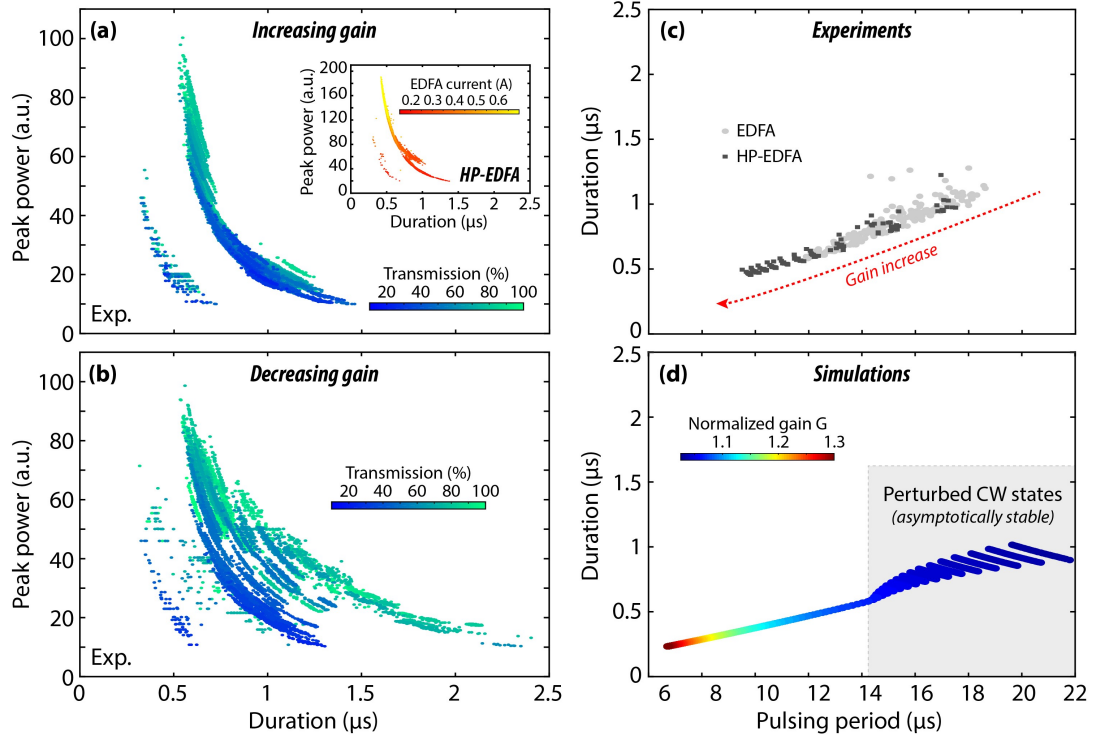 (a)
Increasing gain
Peak power (a.u.)
100
80
60
40
20
0
Exp.
Transmission (%)
20 40 60 80 100
Peak power (a.u.)
200
160
120
80
40
0
EDFA current (A)
0.2 0.3 0.4 0.5 0.6
HP-EDFA
0 0.5 1 1.5 2 2.5
Duration (μs)
(b)
Decreasing gain
Peak power (a.u.)
100
80
60
40
20
0
Transmission (%)
20 40 60 80 100
Exp.
0 0.5 1 1.5 2 2.5
Duration (μs)
(c)
Experiments
Duration (μs)
2.5
2
1.5
1
0.5
0
EDFA
HP-EDFA
Gain increase
(d)
Simulations
Duration (μs)
2.5
2
1.5
1
0.5
0
Normalized gain G
1.1 1.2 1.3
Perturbed CW states
(asymptotically stable)
6 8 10 12 14 16 18 20 22
Pulsing period (μs)